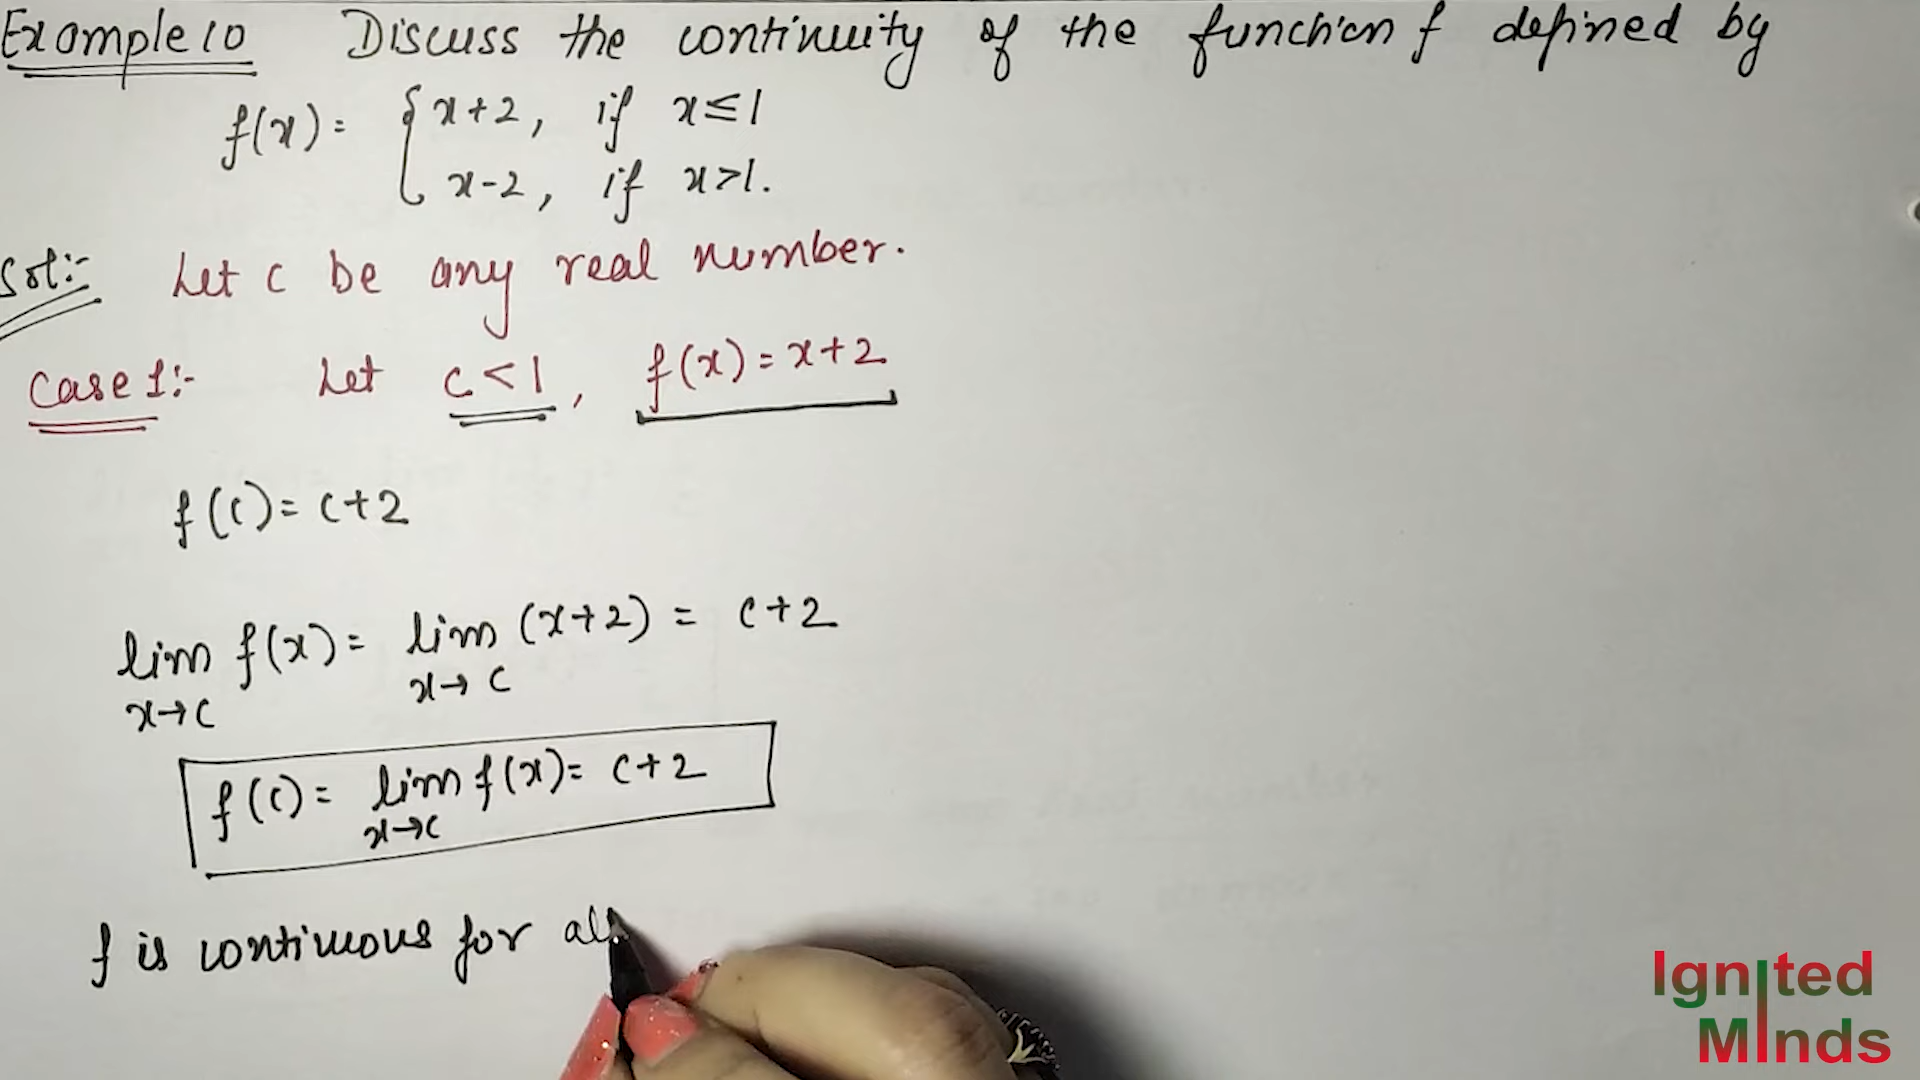 Example 10 Discuss the continuity of the function f defined by
f(x) = { x+2, if x≤1
x-2, if x>1.
Sol:- Let c be any real number.
Case 1:- Let c<1, f(x) = x+2
f(c) = c+2
lim f(x) = lim (x+2) = c+2
x→c x→c
f(c) = lim f(x) = c+2
x→c
f is continuous for al
Ignited
Minds